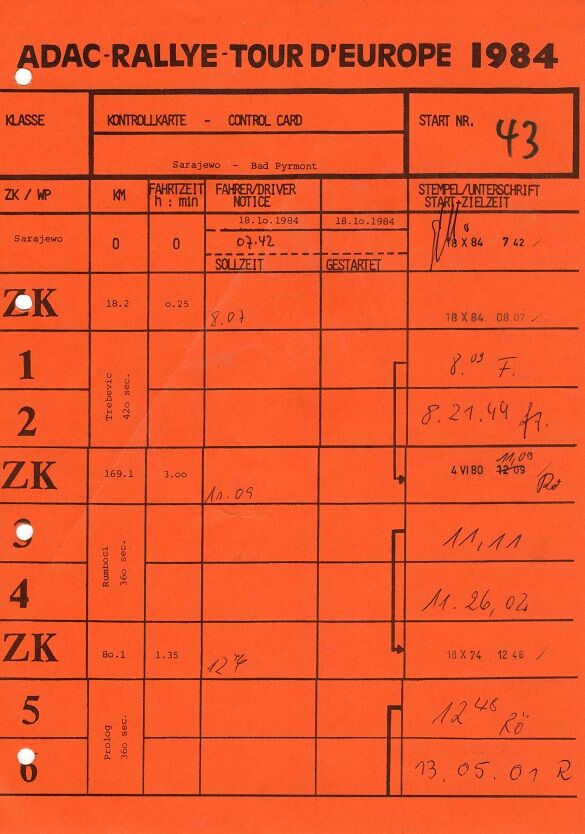 ADAC-RALLYE-TOUR D'EUROPE 1984
KLASSE
KONTROLLKARTE - CONTROL CARD
START NR.
43
Sarajewo - Bad Pyrmont
ZK / WP
KM
FAHRTZEIT
h : min
FAHRER/DRIVER
NOTICE
STEMPEL/UNTERSCHRIFT
START-ZIELZEIT
18.1o.1984
18.1o.1984
Sarajewo
0
0
07.42
18 X 84 7 42
SOLLZEIT
GESTARTET
ZK
18.2
o.25
8.07
18 X 84 08 07
1
Trebevic
42o sec.
8.09 F.
2
8.21.44
ZK
169.1
3.oo
11.09
11,09
4 VI 80 12 09
3
Rumboci
36o sec.
11,11
4
11.26,02
ZK
8o.1
1.35
18 X 74 12 46
5
Prolog
36o sec.
12 48 Rö
6
13.05.01 R